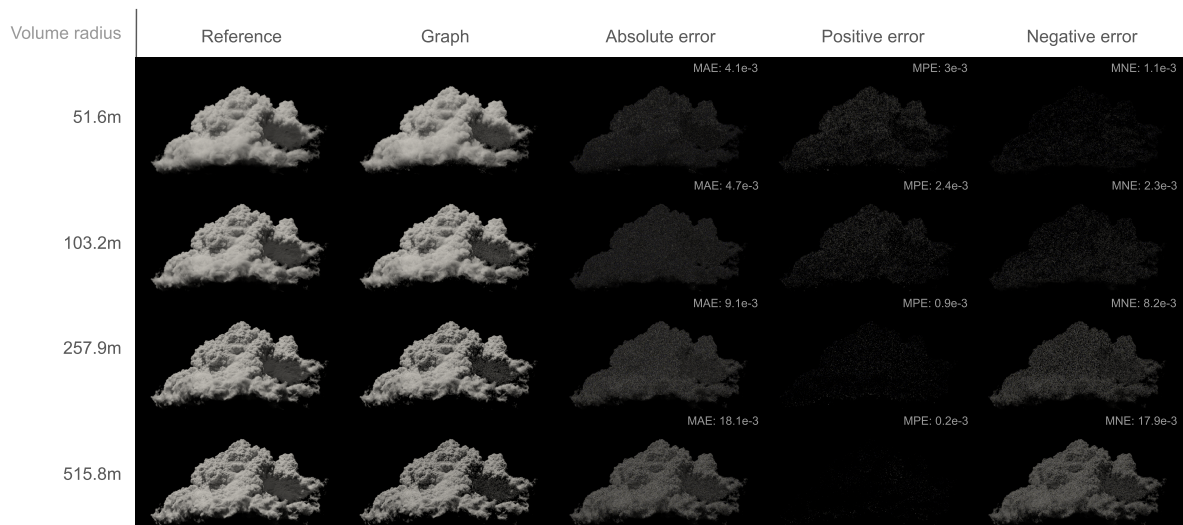 Volume radius
Reference
Graph
Absolute error
Positive error
Negative error
51.6m
MAE: 4.1e-3
MPE: 3e-3
MNE: 1.1e-3
103.2m
MAE: 4.7e-3
MPE: 2.4e-3
MNE: 2.3e-3
257.9m
MAE: 9.1e-3
MPE: 0.9e-3
MNE: 8.2e-3
515.8m
MAE: 18.1e-3
MPE: 0.2e-3
MNE: 17.9e-3